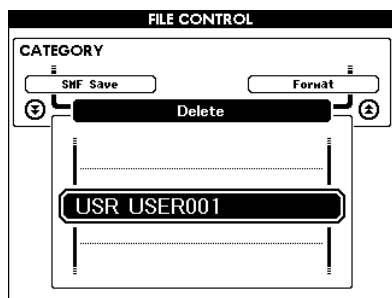 FILE CONTROL
CATEGORY
SMF Save
Format
Delete
USR USER001